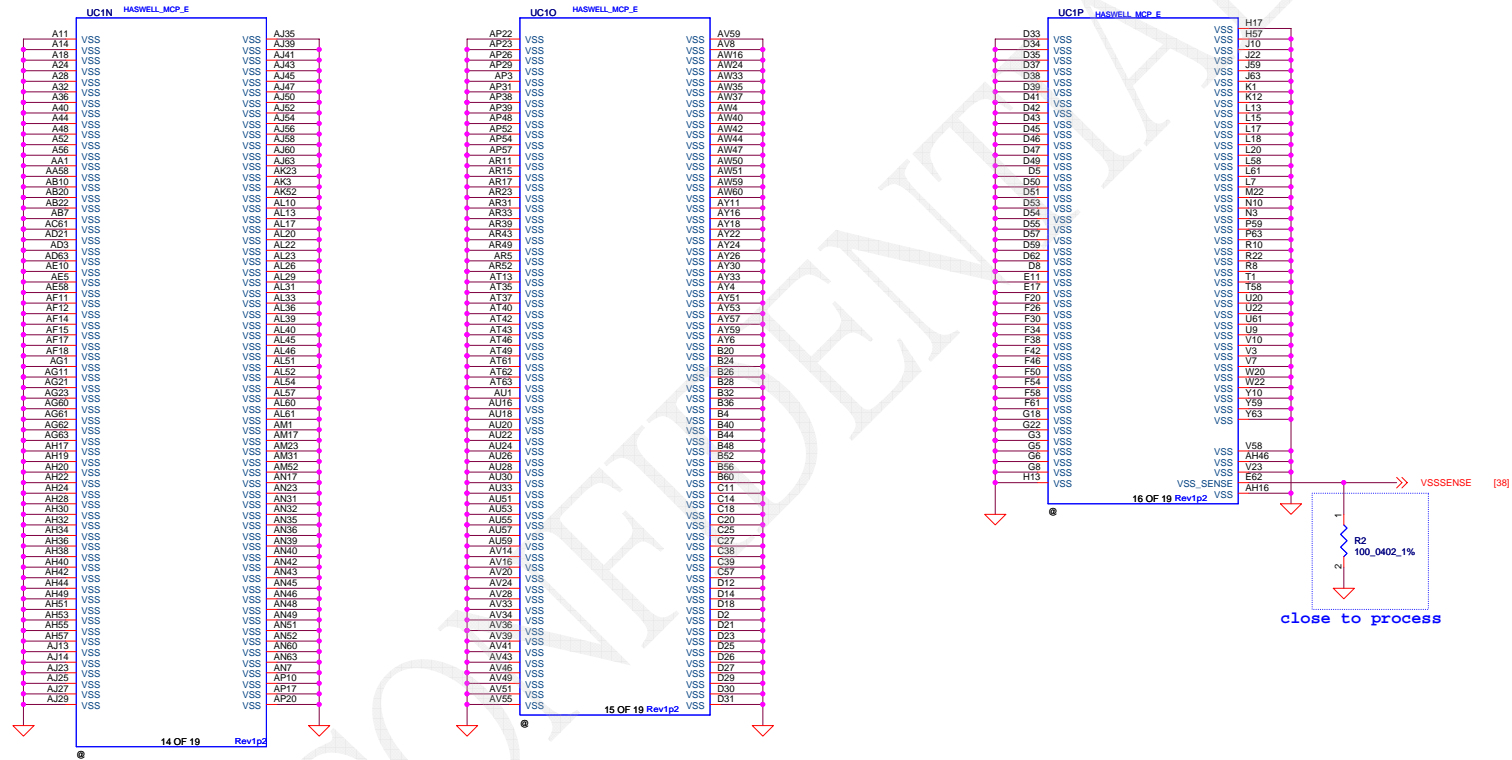 UC1N HASWELL_MCP_E
A11 VSS VSS AJ35
A14 VSS VSS AJ39
A18 VSS VSS AJ41
A24 VSS VSS AJ43
A28 VSS VSS AJ45
A32 VSS VSS AJ47
A36 VSS VSS AJ50
A40 VSS VSS AJ52
A44 VSS VSS AJ54
A48 VSS VSS AJ56
A52 VSS VSS AJ58
A56 VSS VSS AJ60
AA1 VSS VSS AJ63
AA58 VSS VSS AK23
AB10 VSS VSS AK3
AB20 VSS VSS AK52
AB22 VSS VSS AL10
AB7 VSS VSS AL13
AC61 VSS VSS AL17
AD21 VSS VSS AL20
AD3 VSS VSS AL22
AD63 VSS VSS AL23
AE10 VSS VSS AL26
AE5 VSS VSS AL29
AE58 VSS VSS AL31
AF11 VSS VSS AL33
AF12 VSS VSS AL36
AF14 VSS VSS AL39
AF15 VSS VSS AL40
AF17 VSS VSS AL45
AF18 VSS VSS AL46
AG1 VSS VSS AL51
AG11 VSS VSS AL52
AG21 VSS VSS AL54
AG23 VSS VSS AL57
AG60 VSS VSS AL60
AG61 VSS VSS AL61
AG62 VSS VSS AM1
AG63 VSS VSS AM17
AH17 VSS VSS AM23
AH19 VSS VSS AM31
AH20 VSS VSS AM52
AH22 VSS VSS AN17
AH24 VSS VSS AN23
AH28 VSS VSS AN31
AH30 VSS VSS AN32
AH32 VSS VSS AN35
AH34 VSS VSS AN36
AH36 VSS VSS AN39
AH38 VSS VSS AN40
AH40 VSS VSS AN42
AH42 VSS VSS AN43
AH44 VSS VSS AN45
AH49 VSS VSS AN46
AH51 VSS VSS AN48
AH53 VSS VSS AN49
AH55 VSS VSS AN51
AH57 VSS VSS AN52
AJ13 VSS VSS AN60
AJ14 VSS VSS AN63
AJ23 VSS VSS AN7
AJ25 VSS VSS AP10
AJ27 VSS VSS AP17
AJ29 VSS VSS AP20
14 OF 19 Rev1p2
@
UC1O HASWELL_MCP_E
AP22 VSS VSS AV59
AP23 VSS VSS AV8
AP26 VSS VSS AW16
AP29 VSS VSS AW24
AP3 VSS VSS AW33
AP31 VSS VSS AW35
AP38 VSS VSS AW37
AP39 VSS VSS AW4
AP48 VSS VSS AW40
AP52 VSS VSS AW42
AP54 VSS VSS AW44
AP57 VSS VSS AW47
AR11 VSS VSS AW50
AR15 VSS VSS AW51
AR17 VSS VSS AW59
AR23 VSS VSS AW60
AR31 VSS VSS AY11
AR33 VSS VSS AY16
AR39 VSS VSS AY18
AR43 VSS VSS AY22
AR49 VSS VSS AY24
AR5 VSS VSS AY26
AR52 VSS VSS AY30
AT13 VSS VSS AY33
AT35 VSS VSS AY4
AT37 VSS VSS AY51
AT40 VSS VSS AY53
AT42 VSS VSS AY57
AT43 VSS VSS AY59
AT46 VSS VSS AY6
AT49 VSS VSS B20
AT61 VSS VSS B24
AT62 VSS VSS B26
AT63 VSS VSS B28
AU1 VSS VSS B32
AU16 VSS VSS B36
AU18 VSS VSS B4
AU20 VSS VSS B40
AU22 VSS VSS B44
AU24 VSS VSS B48
AU26 VSS VSS B52
AU28 VSS VSS B56
AU30 VSS VSS B60
AU33 VSS VSS C11
AU51 VSS VSS C14
AU53 VSS VSS C18
AU55 VSS VSS C20
AU57 VSS VSS C25
AU59 VSS VSS C27
AV14 VSS VSS C38
AV16 VSS VSS C39
AV20 VSS VSS C57
AV24 VSS VSS D12
AV28 VSS VSS D14
AV33 VSS VSS D18
AV34 VSS VSS D2
AV36 VSS VSS D21
AV39 VSS VSS D23
AV41 VSS VSS D25
AV43 VSS VSS D26
AV46 VSS VSS D27
AV49 VSS VSS D29
AV51 VSS VSS D30
AV55 VSS VSS D31
15 OF 19 Rev1p2
@
UC1P HASWELL_MCP_E
VSS H17
D33 VSS VSS H57
D34 VSS VSS J10
D35 VSS VSS J22
D37 VSS VSS J59
D38 VSS VSS J63
D39 VSS VSS K1
D41 VSS VSS K12
D42 VSS VSS L13
D43 VSS VSS L15
D45 VSS VSS L17
D46 VSS VSS L18
D47 VSS VSS L20
D49 VSS VSS L58
D5 VSS VSS L61
D50 VSS VSS L7
D51 VSS VSS M22
D53 VSS VSS N10
D54 VSS VSS N3
D55 VSS VSS P59
D57 VSS VSS P63
D59 VSS VSS R10
D62 VSS VSS R22
D8 VSS VSS R8
E11 VSS VSS T1
E17 VSS VSS T58
F20 VSS VSS U20
F26 VSS VSS U22
F30 VSS VSS U61
F34 VSS VSS U9
F38 VSS VSS V10
F42 VSS VSS V3
F46 VSS VSS V7
F50 VSS VSS W20
F54 VSS VSS W22
F58 VSS VSS Y10
F61 VSS VSS Y59
G18 VSS VSS Y63
G22 VSS
G3 VSS
G5 VSS VSS V58
G6 VSS VSS AH46
G8 VSS VSS V23
H13 VSS VSS_SENSE E62 VSSSENSE [38]
VSS AH16
16 OF 19 Rev1p2
@
1
R2
100_0402_1%
2
close to process
CONFIDENTIAL